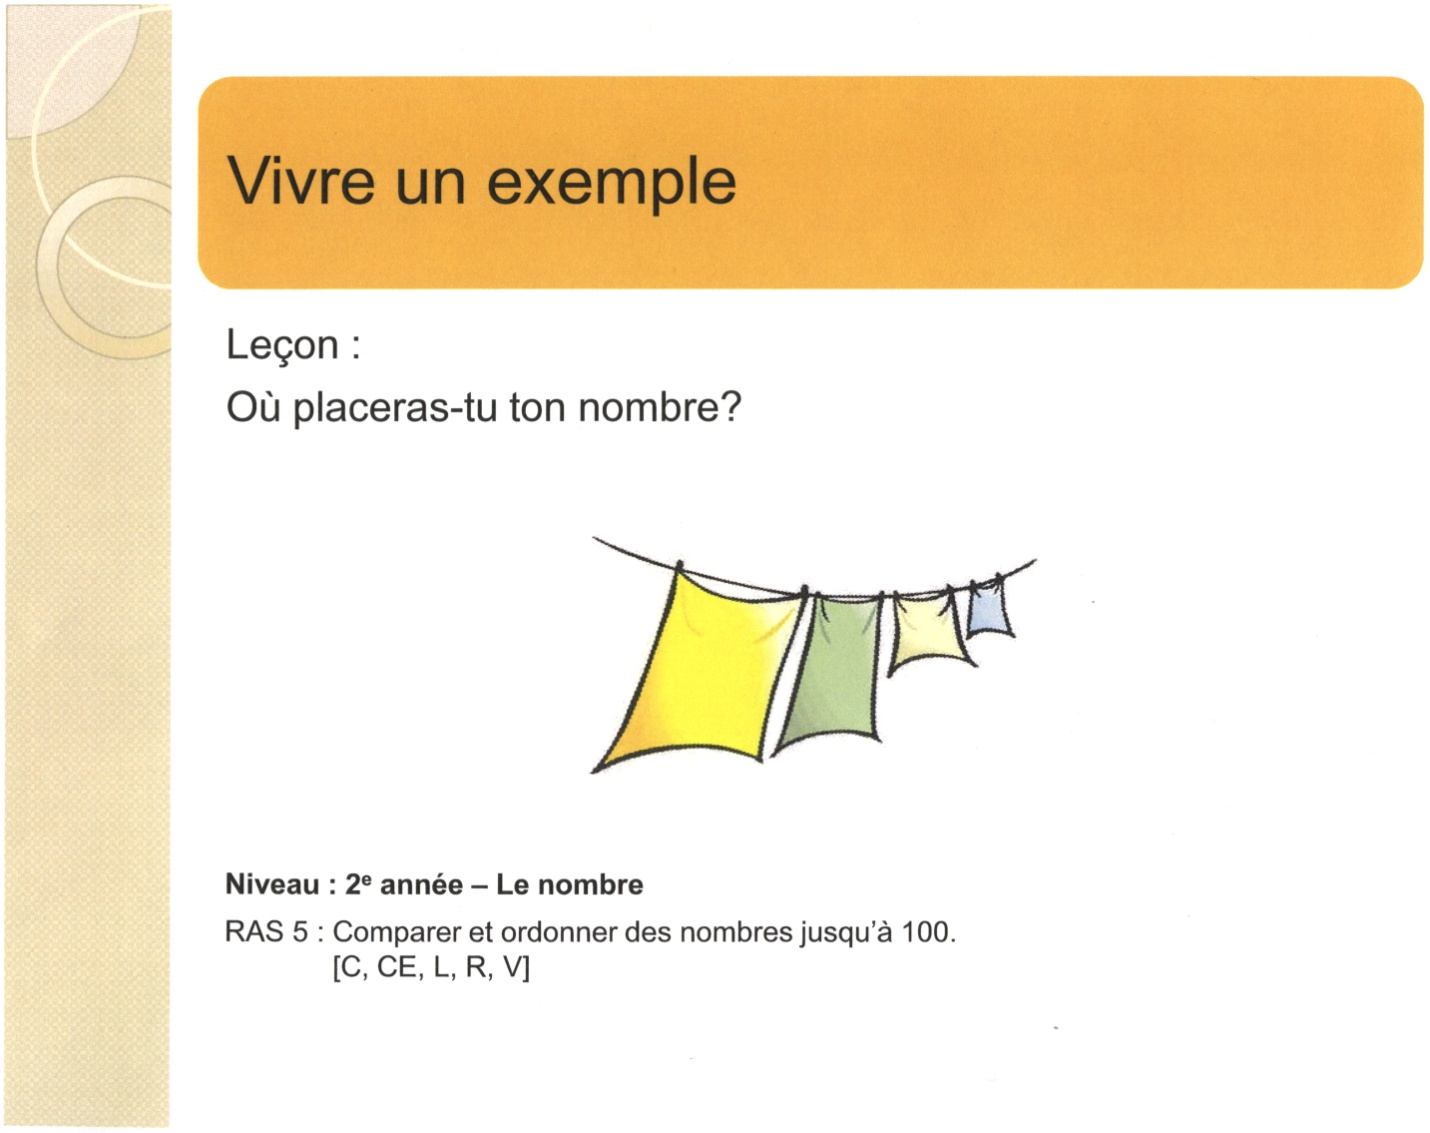 Vivre un exemple
Leçon :
Où placeras-tu ton nombre?
Niveau : 2e année – Le nombre
RAS 5 : Comparer et ordonner des nombres jusqu'à 100.
[C, CE, L, R, V]